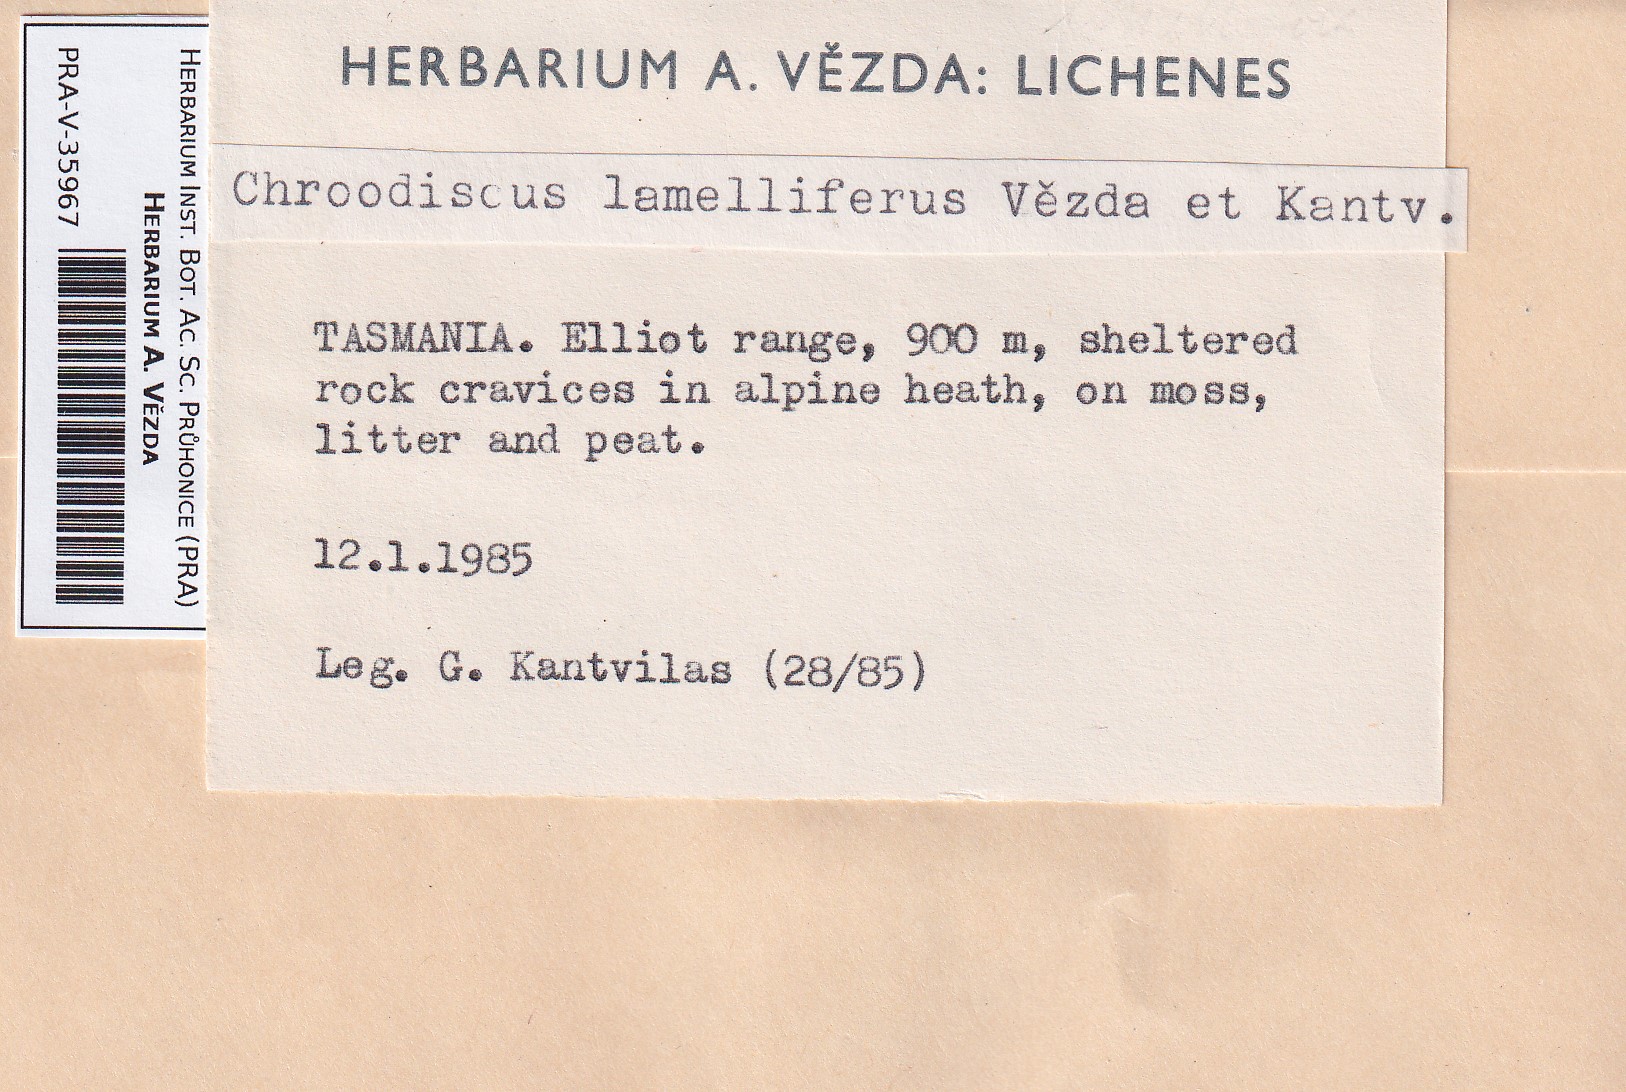 HERBARIUM A. VĚZDA: LICHENES
Chroodiscus lamelliferus Vězda et Kantv.
TASMANIA. Elliot range, 900 m, sheltered
rock cravices in alpine heath, on moss,
litter and peat.
12.1.1985
Leg. G. Kantvilas (28/85)
HERBARIUM INST. BOT. AC. SC. PRŮHONICE (PRA)
HERBARIUM A. VĚZDA
PRA-V-35967